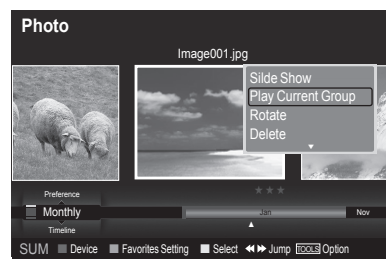 Photo
Image001.jpg
Silde Show
Play Current Group
Rotate
Delete
Preference
Monthly
Jan
Nov
Timeline
SUM Device Favorites Setting Select Jump TOOLS Option